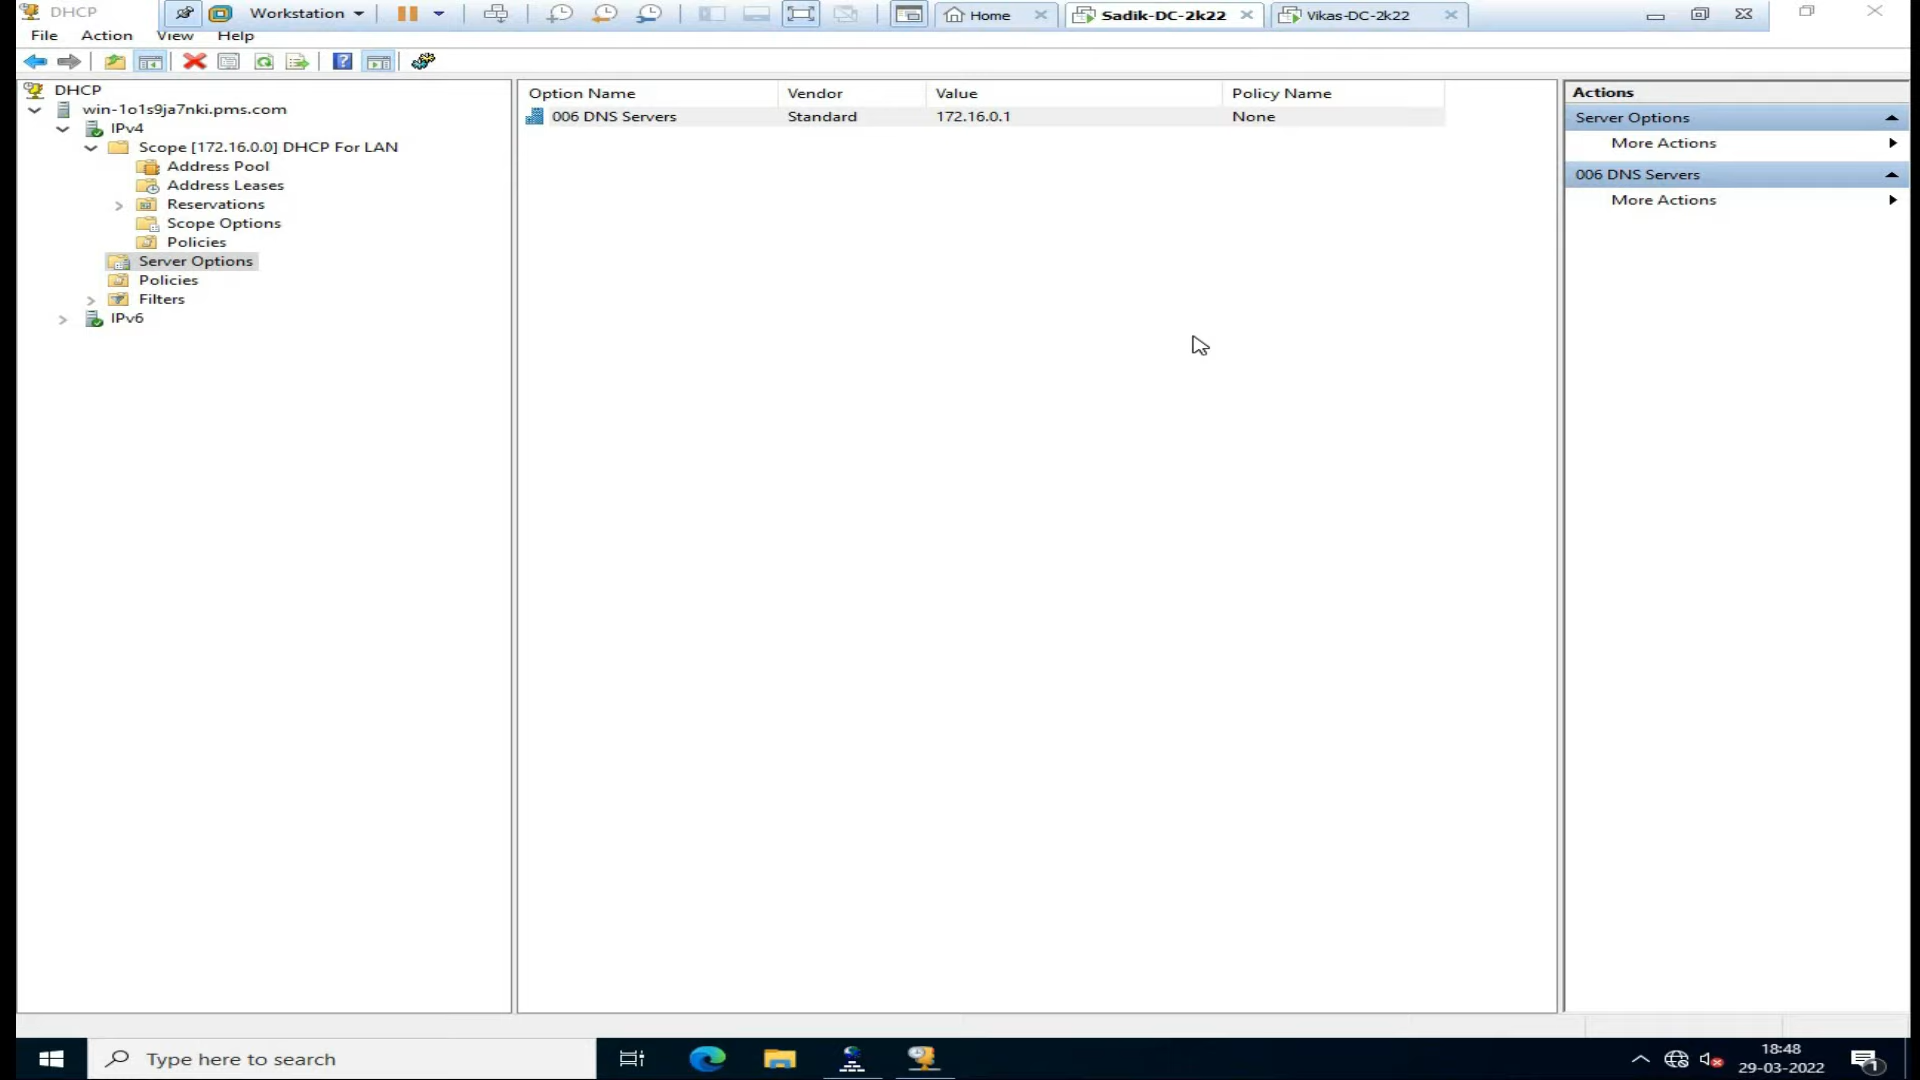 DHCP
Workstation
Home
Sadik-DC-2k22
Vikas-DC-2k22
File Action View Help
DHCP
win-1o1s9ja7nki.pms.com
IPv4
Scope [172.16.0.0] DHCP For LAN
Address Pool
Address Leases
Reservations
Scope Options
Policies
Server Options
Policies
Filters
IPv6
Option Name Vendor Value Policy Name
006 DNS Servers Standard 172.16.0.1 None
Actions
Server Options
More Actions
006 DNS Servers
More Actions
Type here to search
18:48
29-03-2022
1